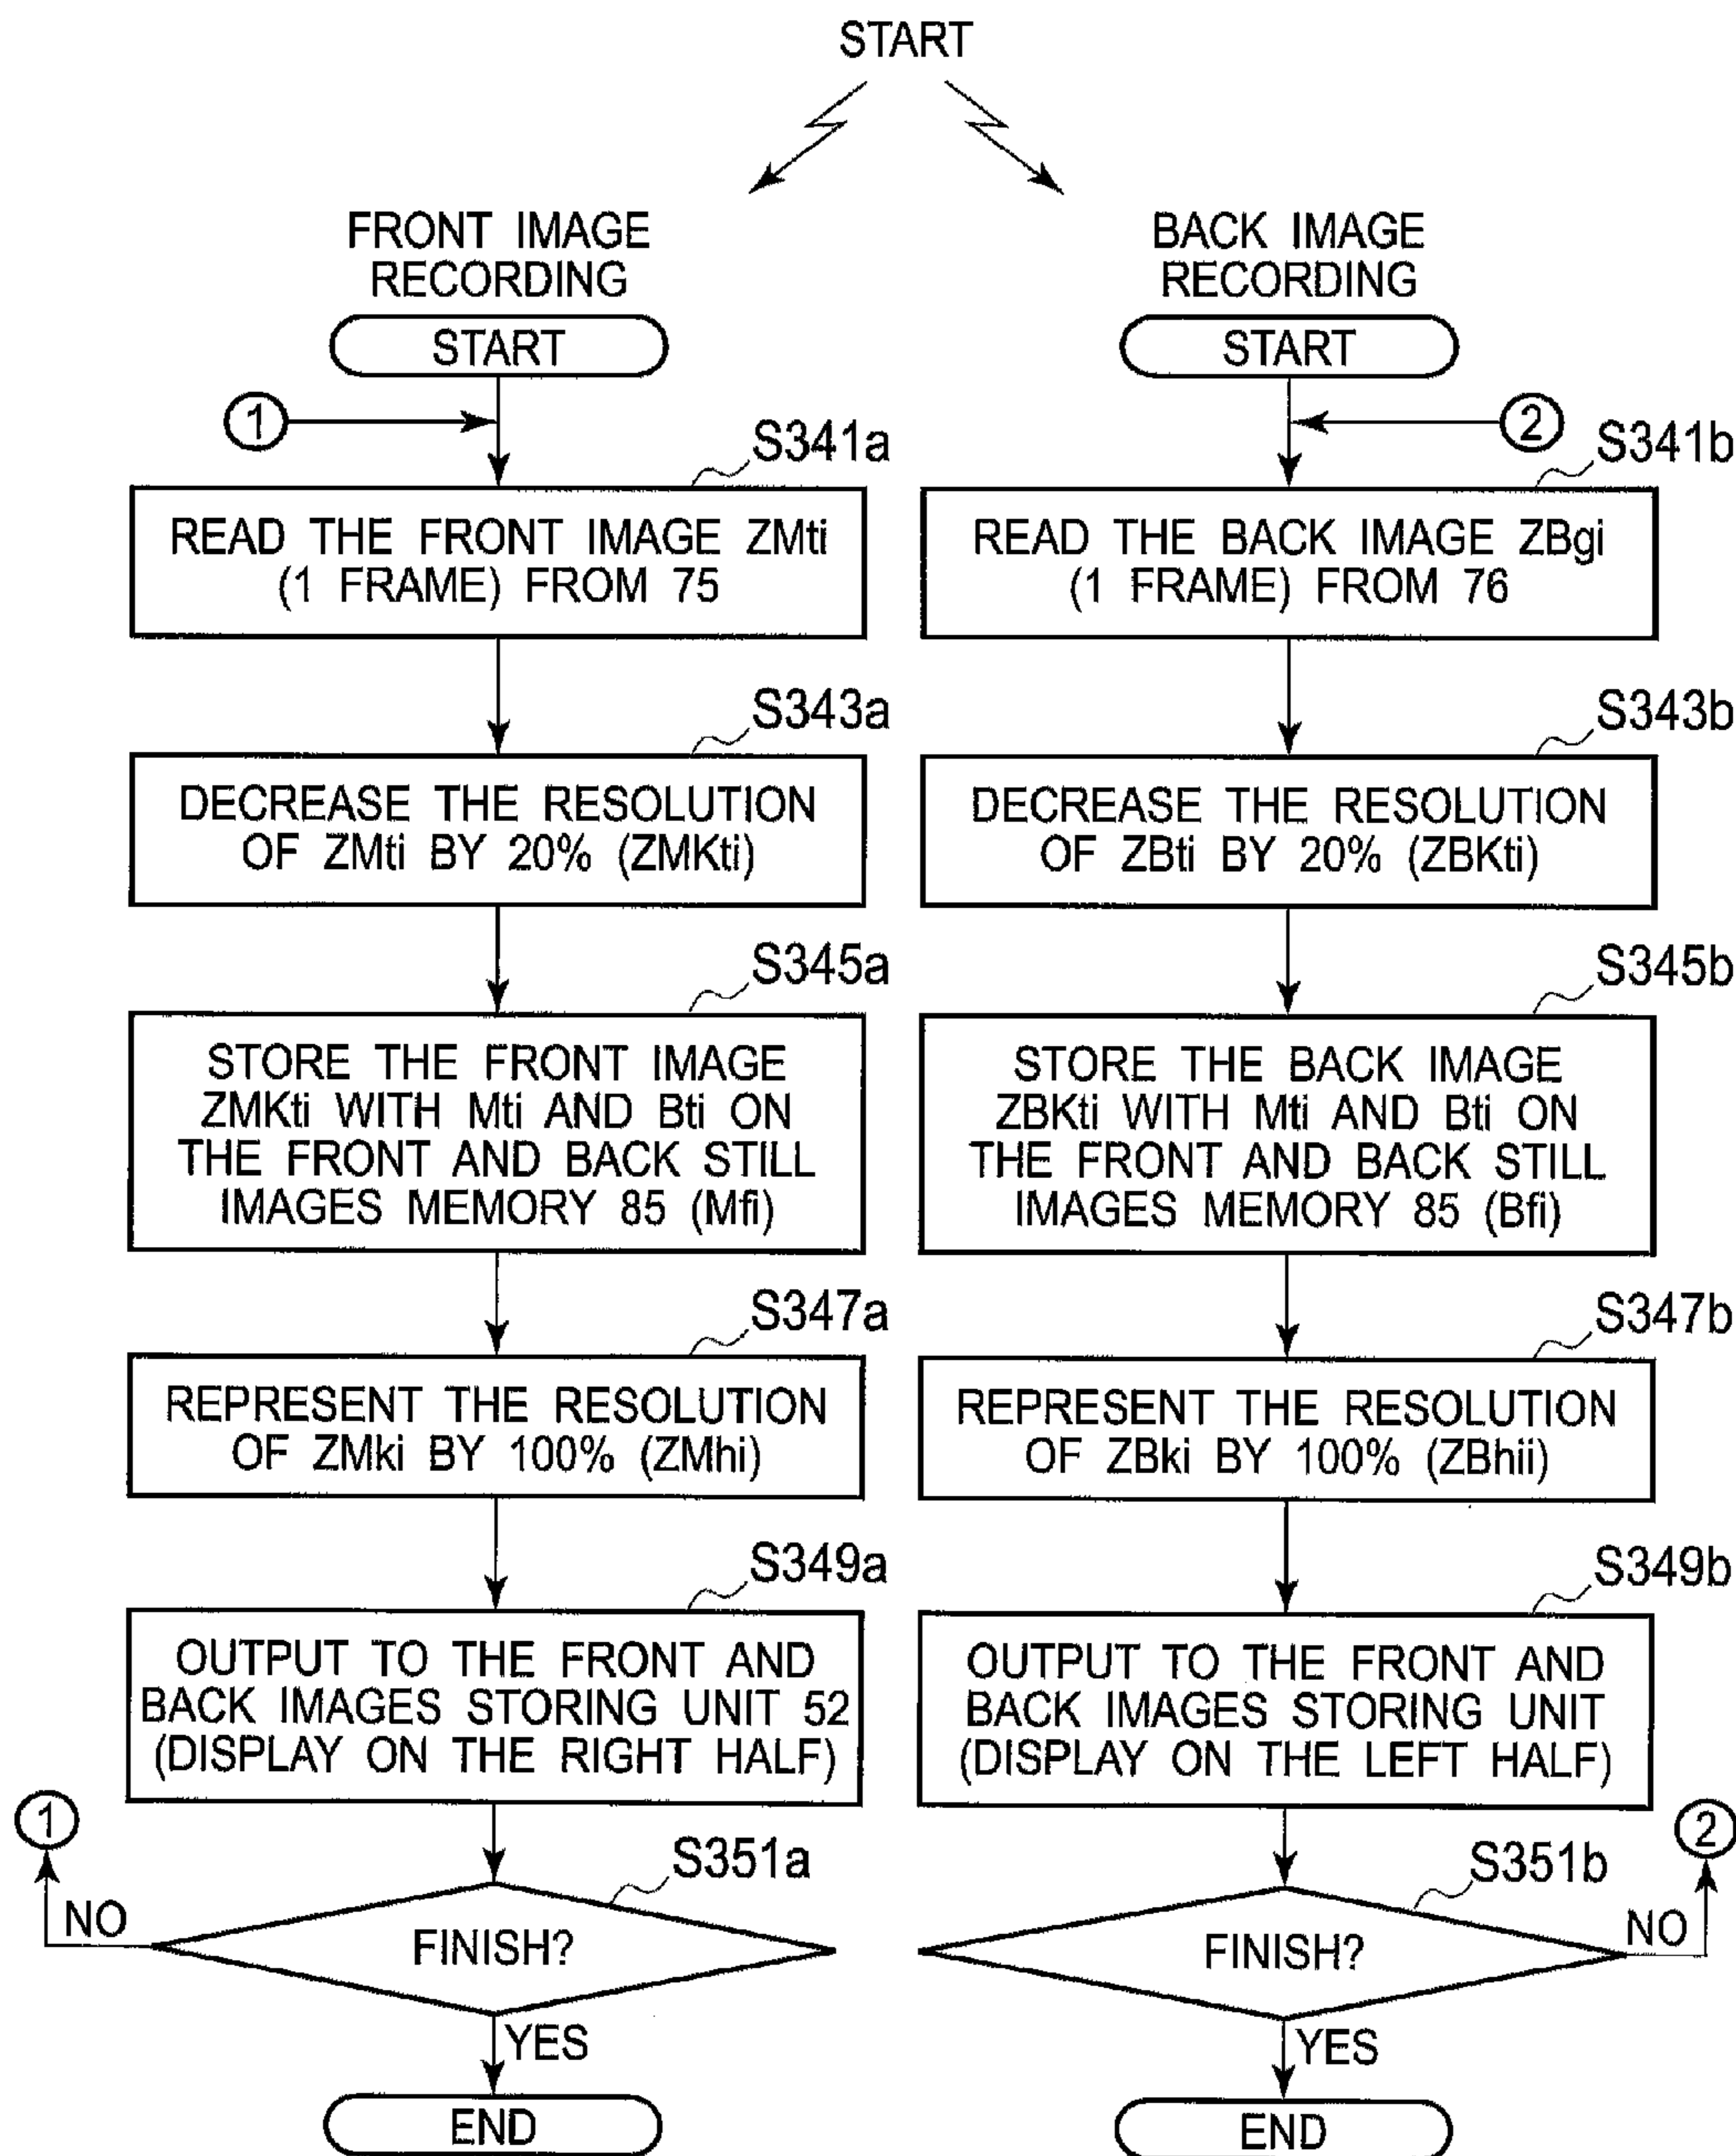 START
FRONT IMAGE
RECORDING
START
1
S341a
READ THE FRONT IMAGE ZMti
(1 FRAME) FROM 75
S343a
DECREASE THE RESOLUTION
OF ZMti BY 20% (ZMKti)
S345a
STORE THE FRONT IMAGE
ZMKti WITH Mti AND Bti ON
THE FRONT AND BACK STILL
IMAGES MEMORY 85 (Mfi)
S347a
REPRESENT THE RESOLUTION
OF ZMki BY 100% (ZMhi)
S349a
OUTPUT TO THE FRONT AND
BACK IMAGES STORING UNIT 52
(DISPLAY ON THE RIGHT HALF)
1
S351a
NO
FINISH?
YES
END
BACK IMAGE
RECORDING
START
2
S341b
READ THE BACK IMAGE ZBgi
(1 FRAME) FROM 76
S343b
DECREASE THE RESOLUTION
OF ZBti BY 20% (ZBKti)
S345b
STORE THE BACK IMAGE
ZBKti WITH Mti AND Bti ON
THE FRONT AND BACK STILL
IMAGES MEMORY 85 (Bfi)
S347b
REPRESENT THE RESOLUTION
OF ZBki BY 100% (ZBhii)
S349b
OUTPUT TO THE FRONT AND
BACK IMAGES STORING UNIT
(DISPLAY ON THE LEFT HALF)
2
S351b
FINISH?
NO
YES
END